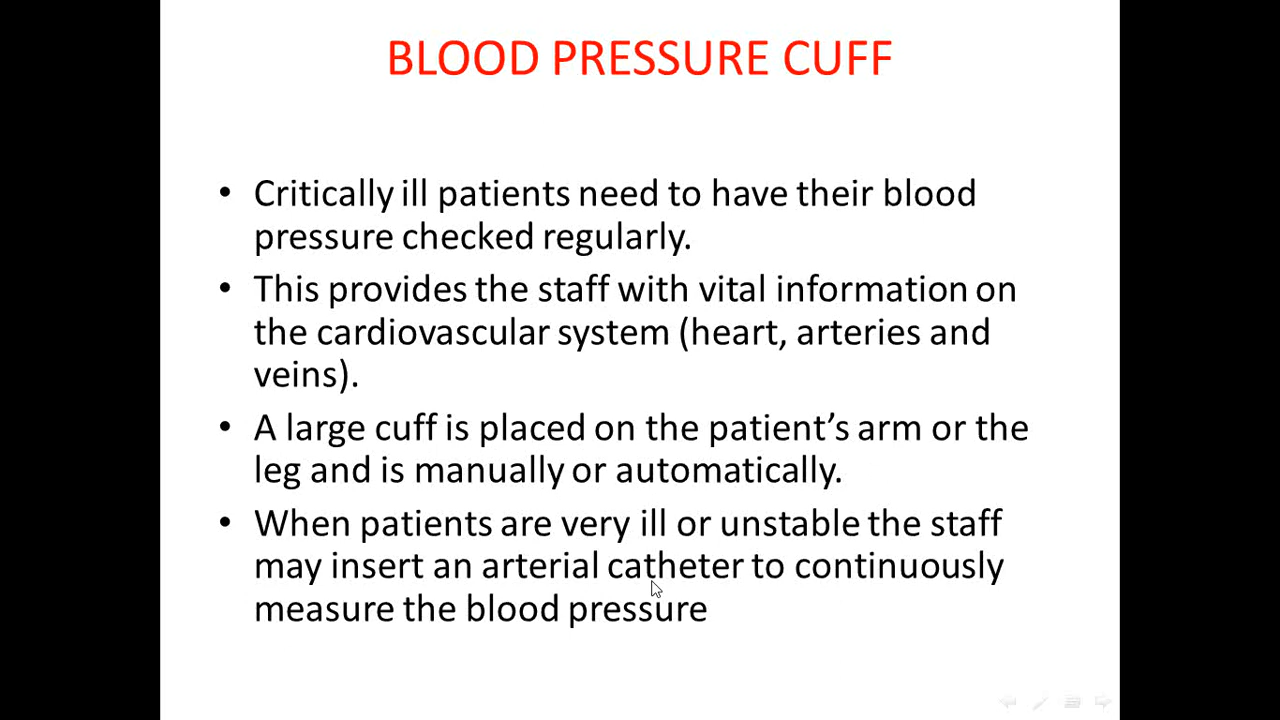 BLOOD PRESSURE CUFF
• Critically ill patients need to have their blood
pressure checked regularly.
• This provides the staff with vital information on
the cardiovascular system (heart, arteries and
veins).
• A large cuff is placed on the patient’s arm or the
leg and is manually or automatically.
• When patients are very ill or unstable the staff
may insert an arterial catheter to continuously
measure the blood pressure